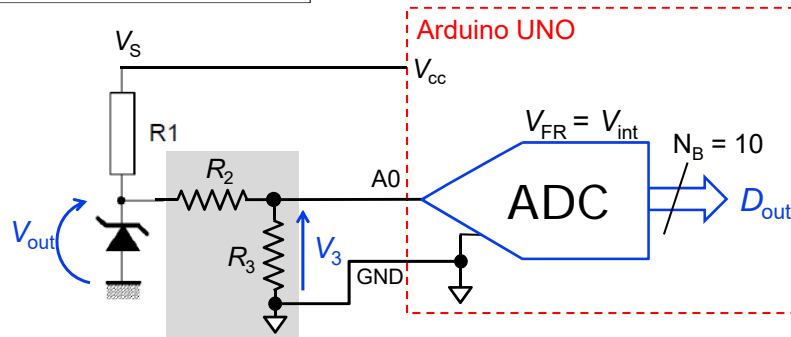 Arduino UNO
V_S
V_cc
R1
V_FR = V_int
N_B = 10
R_2
A0
ADC
D_out
V_out
R_3
V_3
GND